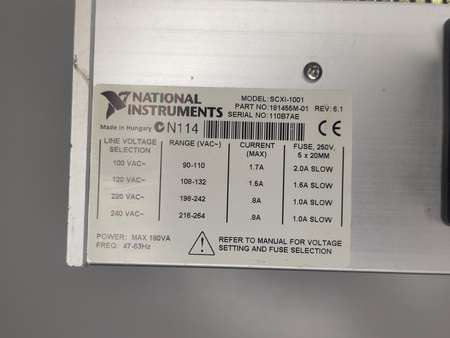 NATIONAL INSTRUMENTS
MODEL: SCXI-1001
PART NO: 181455M-01 REV: 6.1
SERIAL NO: 110B7AE
Made in Hungary N114
LINE VOLTAGE SELECTION RANGE (VAC~) CURRENT (MAX) FUSE, 250V, 5 x 20MM
100 VAC~ 90-110 1.7A 2.0A SLOW
120 VAC~ 108-132 1.5A 1.5A SLOW
220 VAC~ 198-242 .8A 1.0A SLOW
240 VAC~ 216-264 .8A 1.0A SLOW
POWER: MAX 180VA
FREQ: 47-63Hz
REFER TO MANUAL FOR VOLTAGE
SETTING AND FUSE SELECTION